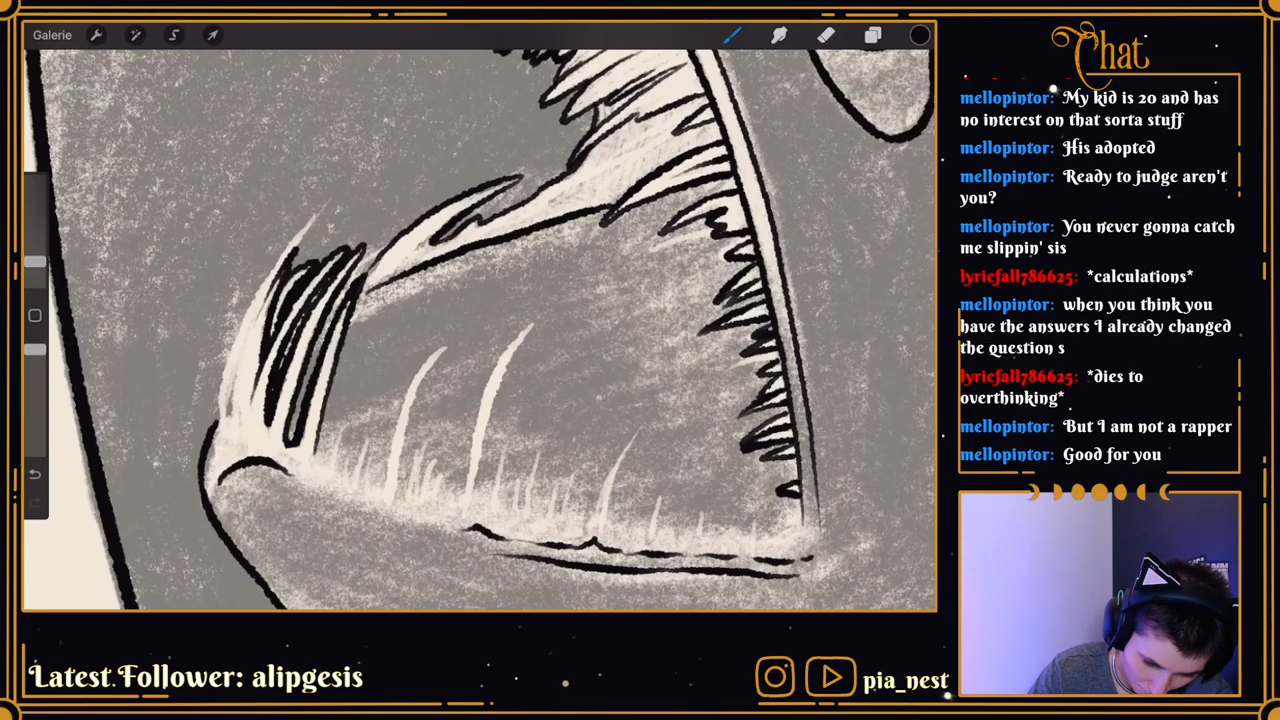 Galerie
Chat
mellopintor: My kid is 20 and has
no interest on that sorta stuff
mellopintor: His adopted
mellopintor: Ready to judge aren't
you?
mellopintor: You never gonna catch
me slippin' sis
lyricfall786625: *calculations*
mellopintor: when you think you
have the answers I already changed
the question s
lyricfall786625: *dies to
overthinking*
mellopintor: But I am not a rapper
mellopintor: Good for you
Latest Follower: alipgesis
pia_nest